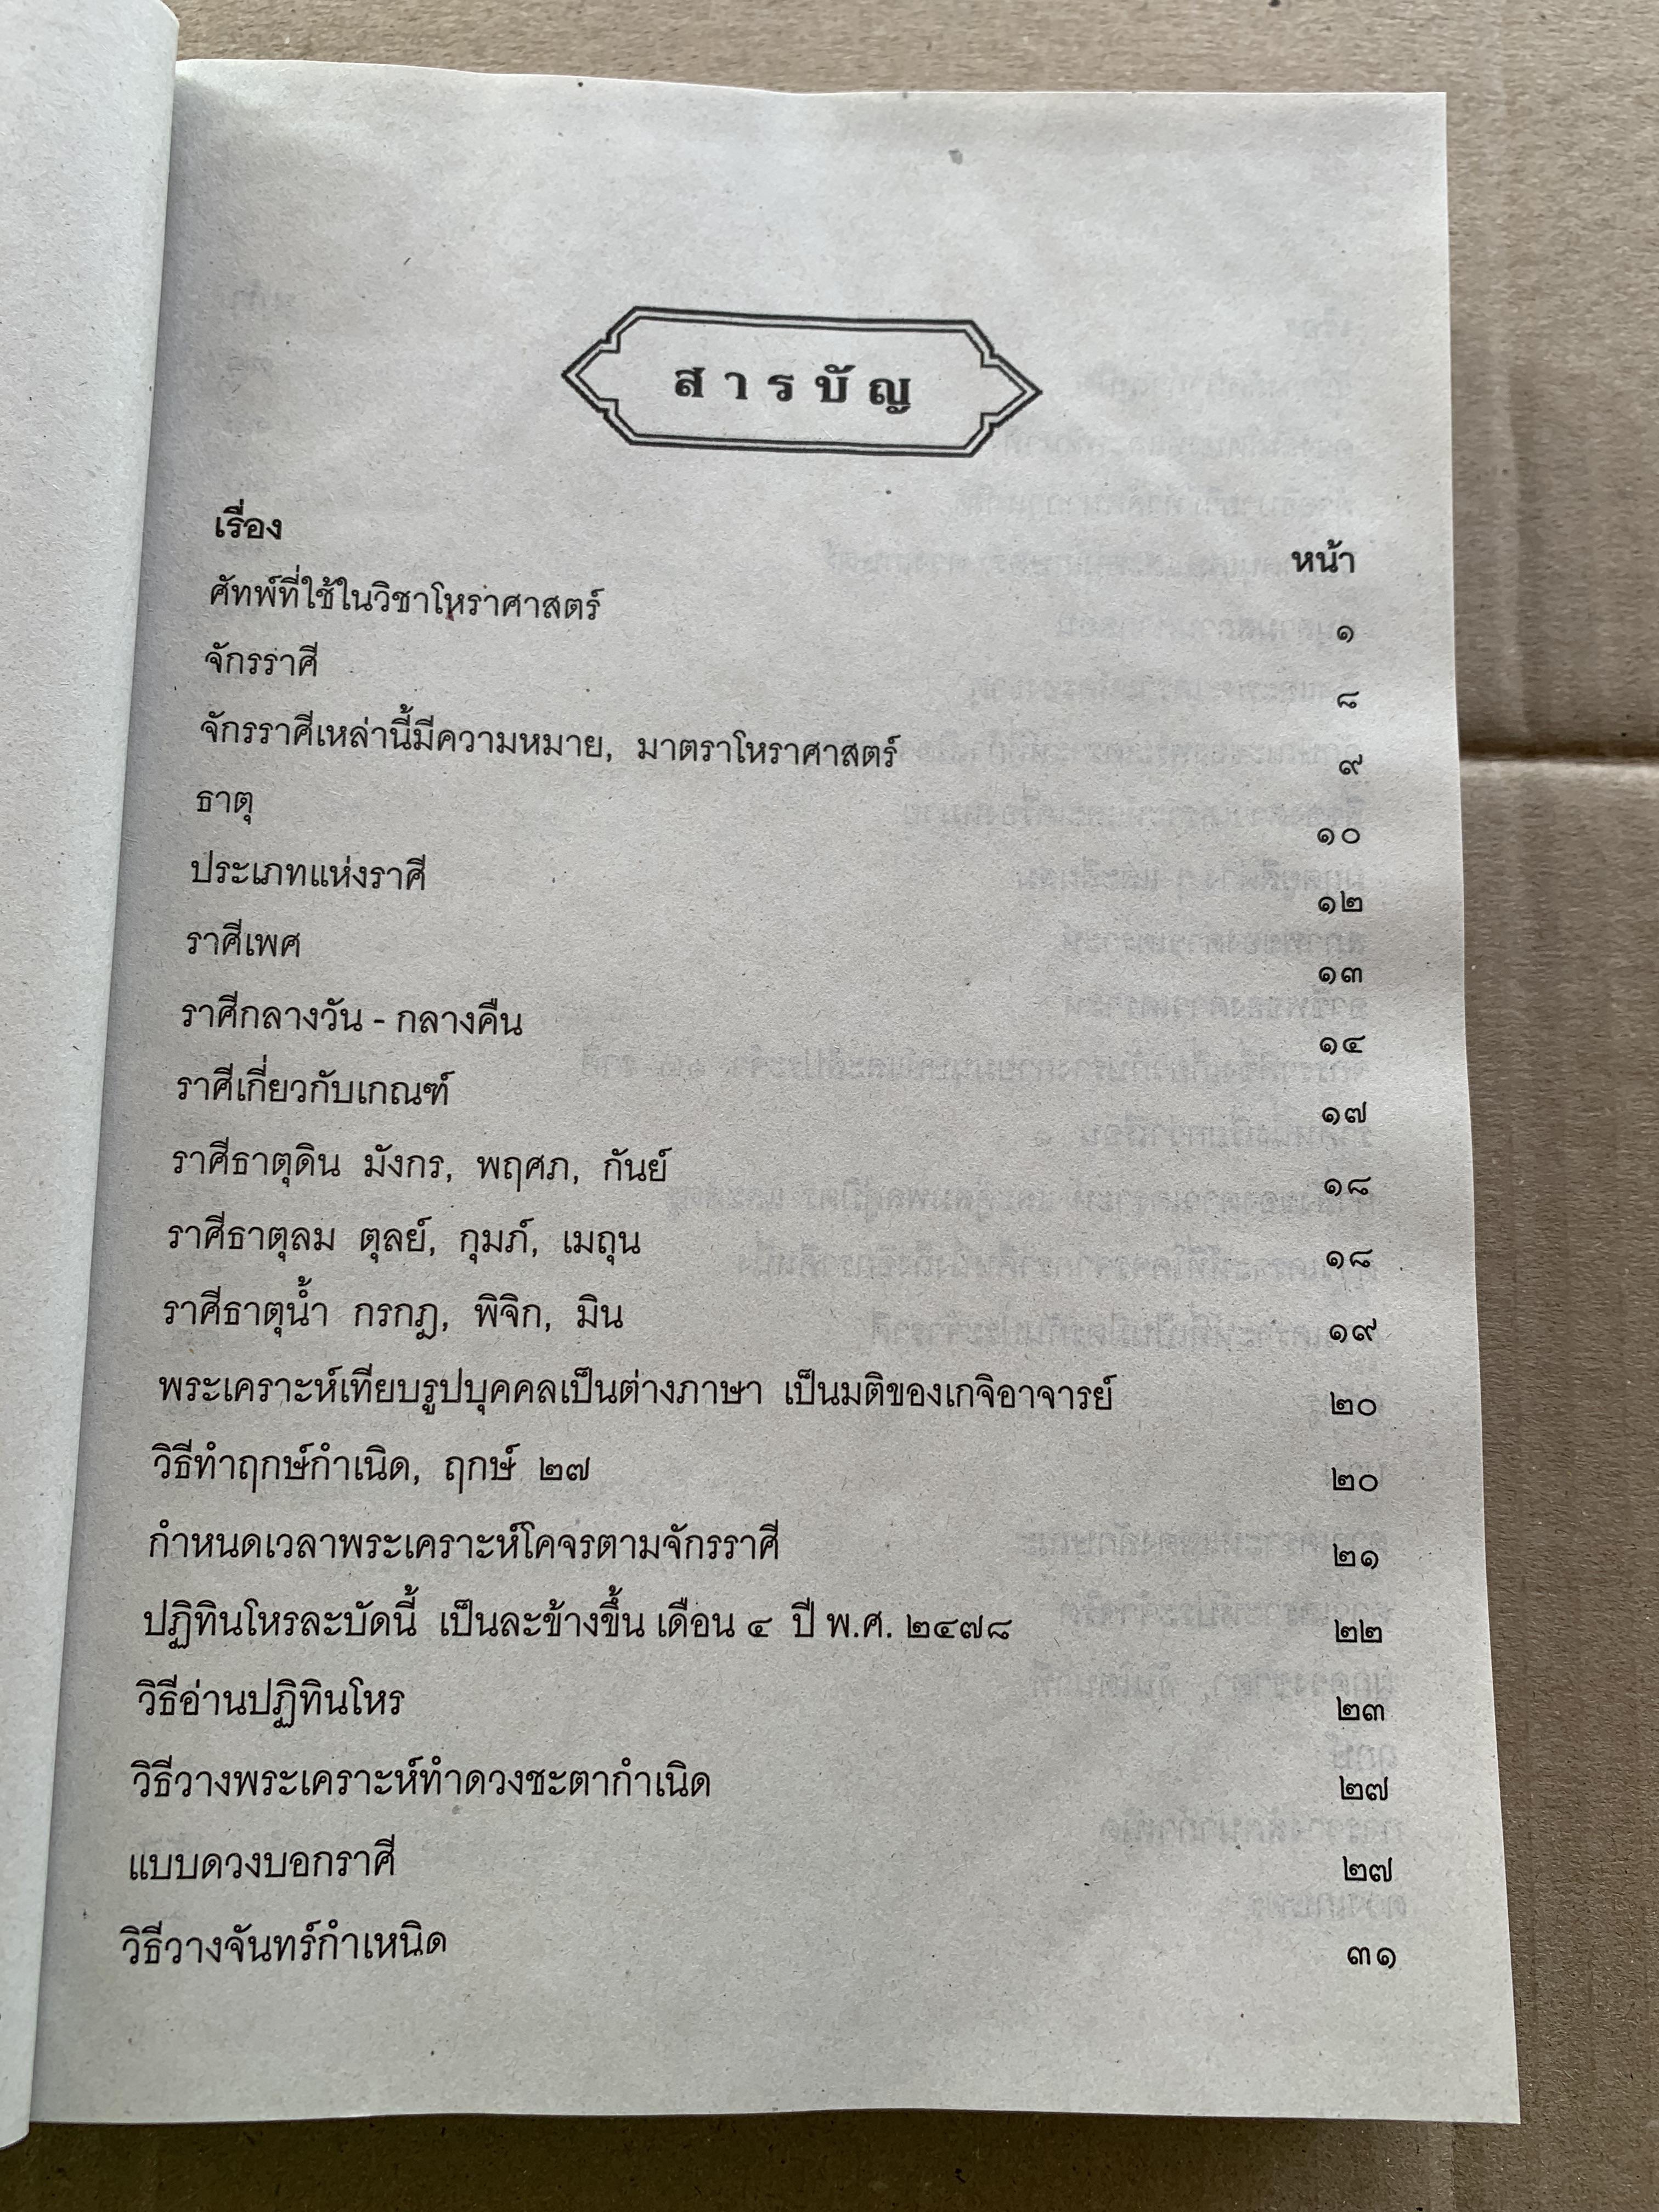 สารบัญ
เรื่อง หน้า
ศัทพ์ที่ใช้ในวิชาโหราศาสตร์ ๑
จักรราศี ๘
จักรราศีเหล่านี้มีความหมาย, มาตราโหราศาสตร์ ๙
ธาตุ ๑๐
ประเภทแห่งราศี ๑๒
ราศีเพศ ๑๓
ราศีกลางวัน - กลางคืน ๑๔
ราศีเกี่ยวกับเกณฑ์ ๑๗
ราศีธาตุดิน มังกร, พฤศภ, กันย์ ๑๘
ราศีธาตุลม ตุลย์, กุมภ์, เมถุน ๑๘
ราศีธาตุน้ำ กรกฎ, พิจิก, มิน ๑๙
พระเคราะห์เทียบรูปบุคคลเป็นต่างภาษา เป็นมติของเกจิอาจารย์ ๒๐
วิธีทำฤกษ์กำเนิด, ฤกษ์ ๒๗ ๒๐
กำหนดเวลาพระเคราะห์โคจรตามจักรราศี ๒๑
ปฏิทินโหรละบัดนี้ เป็นละข้างขึ้น เดือน ๔ ปี พ.ศ. ๒๔๗๘ ๒๒
วิธีอ่านปฏิทินโหร ๒๓
วิธีวางพระเคราะห์ทำดวงชะตากำเนิด ๒๗
แบบดวงบอกราศี ๒๗
วิธีวางจันทร์กำเหนิด ๓๑